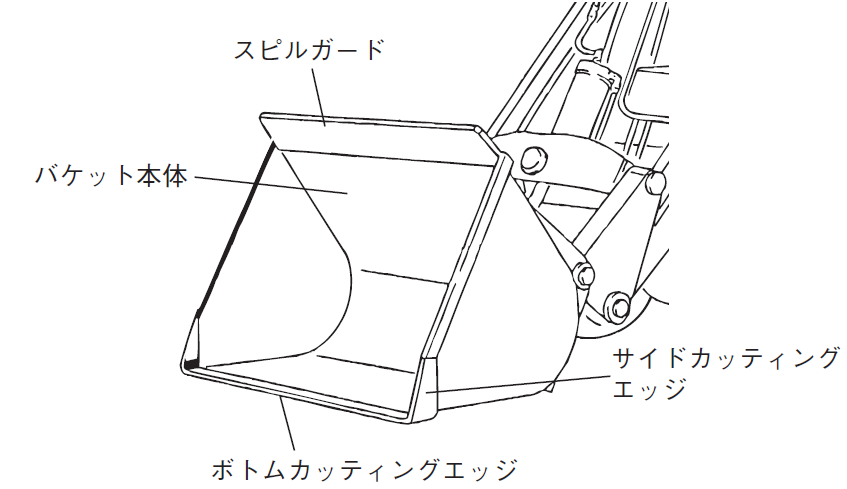 スピルガード
バケット本体
サイドカッティング
エッジ
ボトムカッティングエッジ